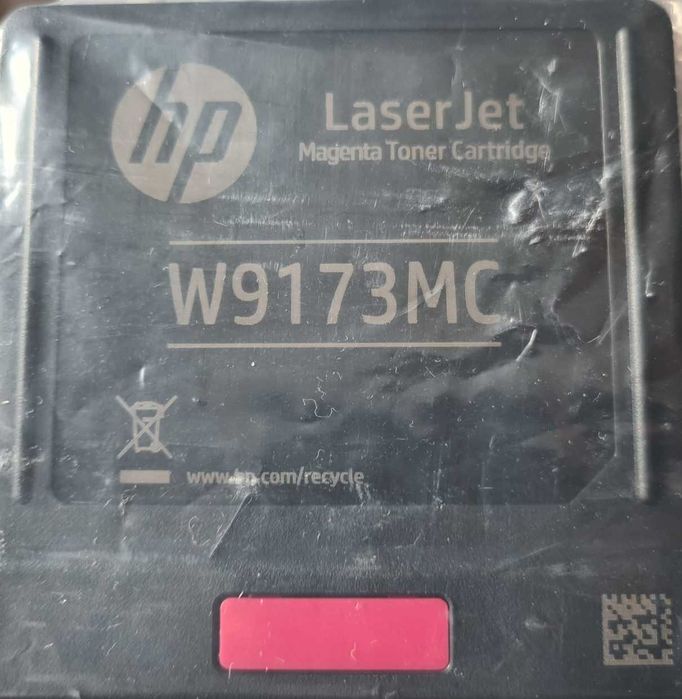 hp
LaserJet
Magenta Toner Cartridge
W9173MC
www.hp.com/recycle